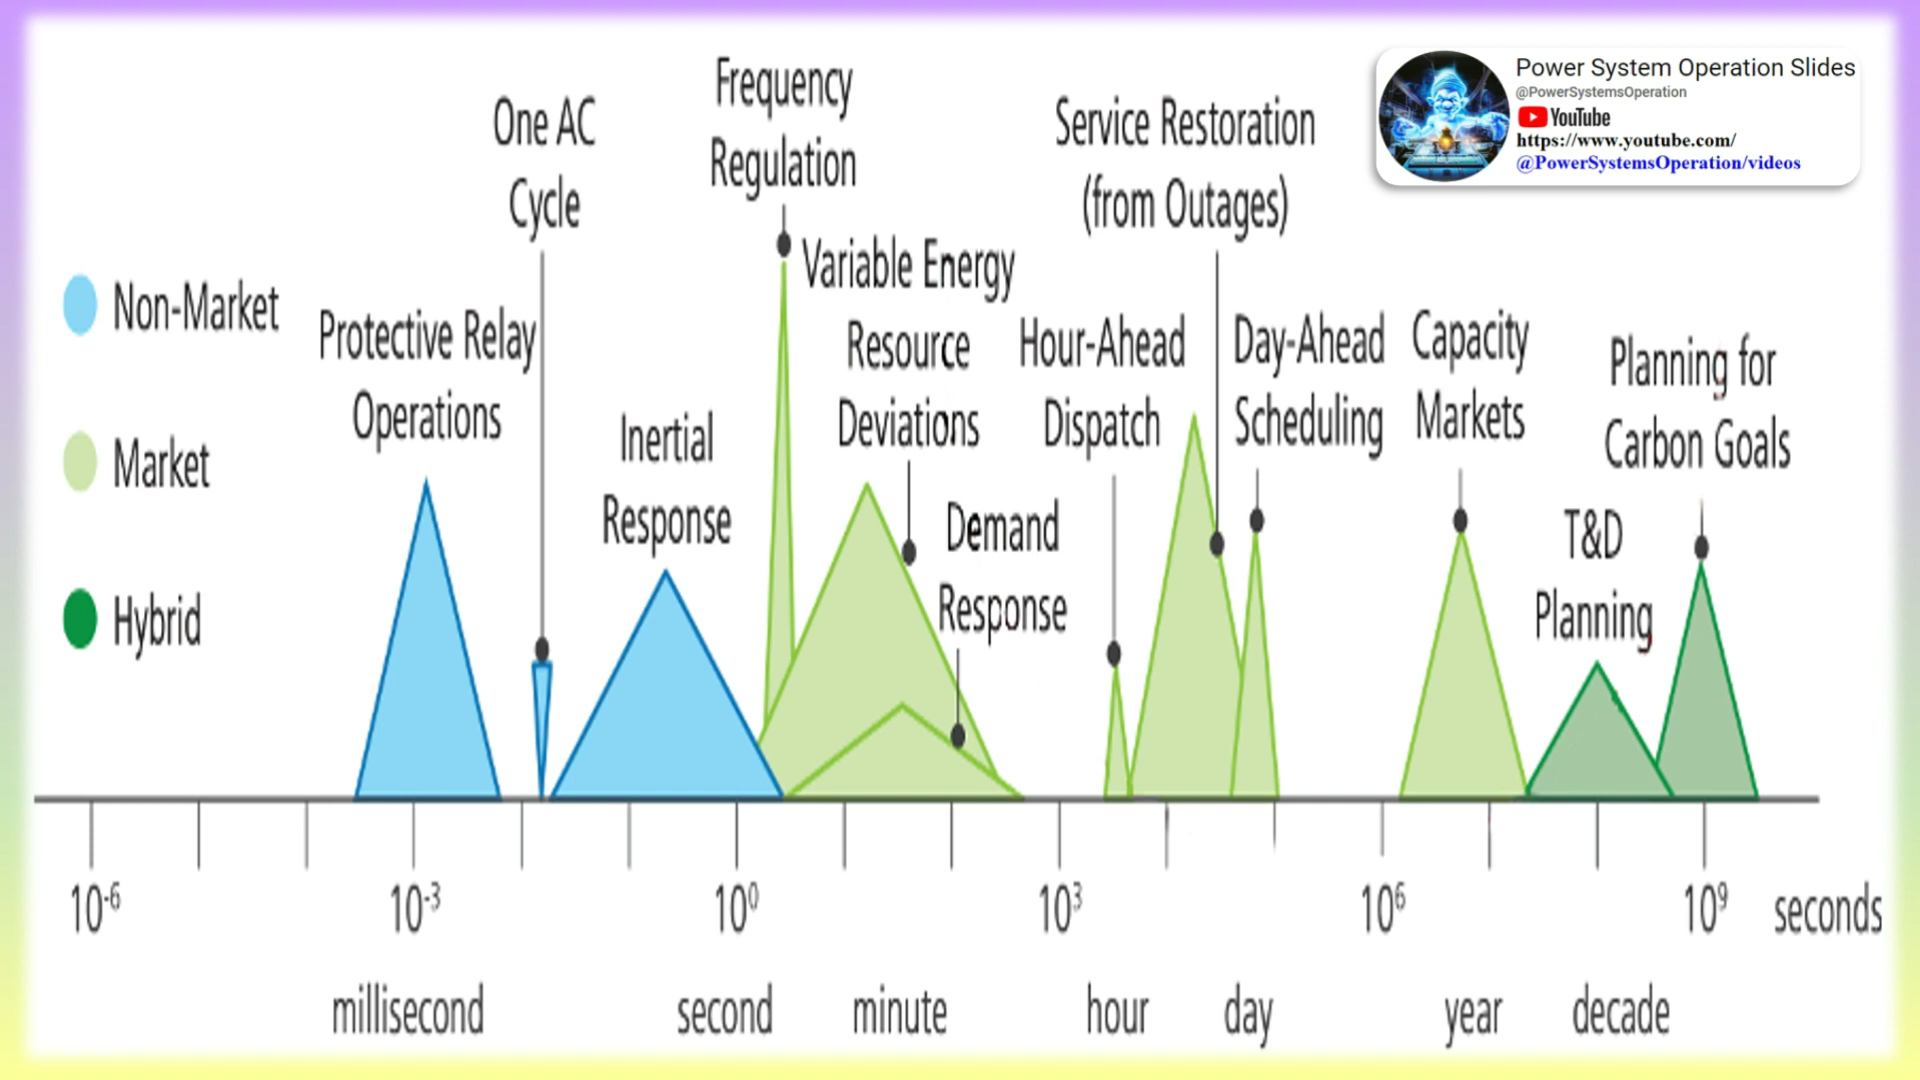 Power System Operation Slides
@PowerSystemsOperation
YouTube
https://www.youtube.com/
@PowerSystemsOperation/videos
Frequency
Regulation
One AC
Cycle
Service Restoration
(from Outages)
Variable Energy
Resource
Deviations
Non-Market
Market
Hybrid
Protective Relay
Operations
Inertial
Response
Demand
Response
Hour-Ahead
Dispatch
Day-Ahead
Scheduling
Capacity
Markets
T&D
Planning
Planning for
Carbon Goals
10⁻⁶ 10⁻³ 10⁰ 10³ 10⁶ 10⁹ seconds
millisecond second minute hour day year decade